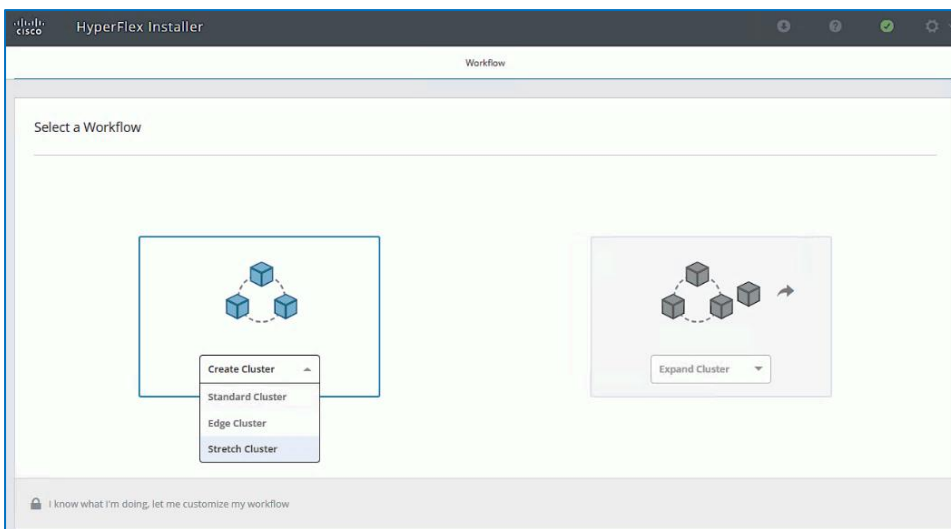 cisco HyperFlex Installer
Workflow
Select a Workflow
Create Cluster
Standard Cluster
Edge Cluster
Stretch Cluster
Expand Cluster
I know what I'm doing, let me customize my workflow